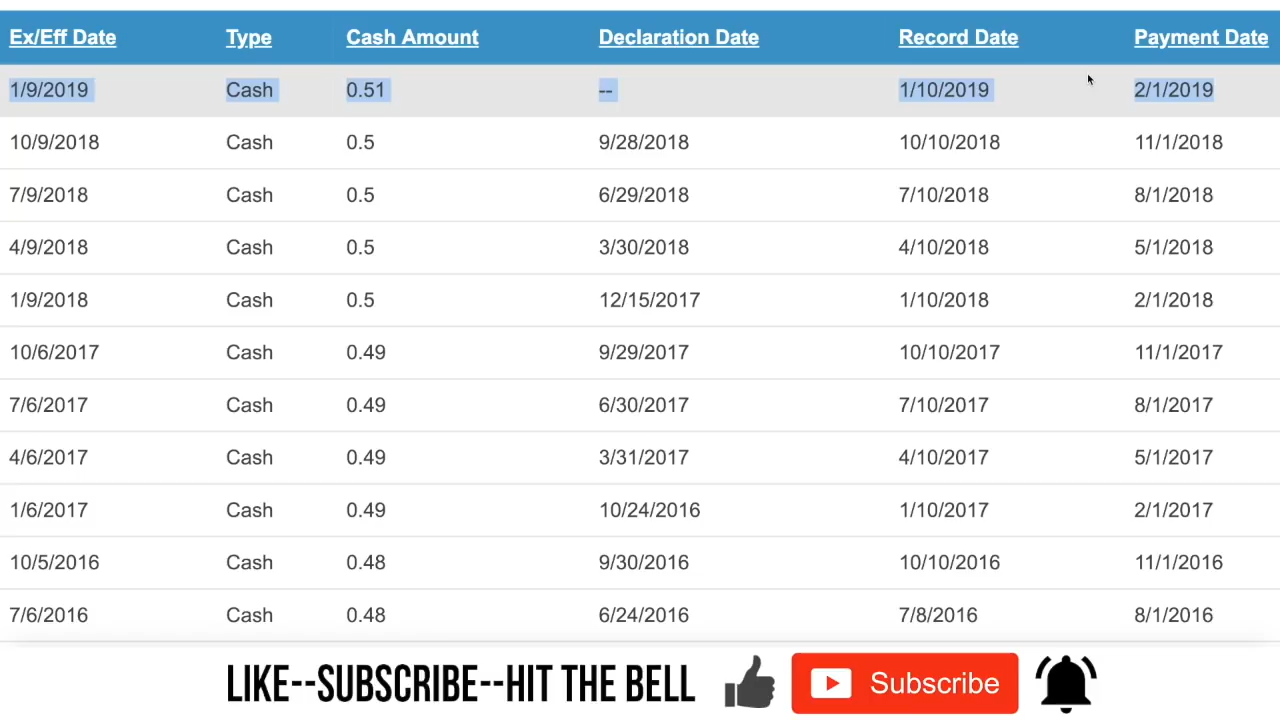 Ex/Eff Date Type Cash Amount Declaration Date Record Date Payment Date
1/9/2019 Cash 0.51 -- 1/10/2019 2/1/2019
10/9/2018 Cash 0.5 9/28/2018 10/10/2018 11/1/2018
7/9/2018 Cash 0.5 6/29/2018 7/10/2018 8/1/2018
4/9/2018 Cash 0.5 3/30/2018 4/10/2018 5/1/2018
1/9/2018 Cash 0.5 12/15/2017 1/10/2018 2/1/2018
10/6/2017 Cash 0.49 9/29/2017 10/10/2017 11/1/2017
7/6/2017 Cash 0.49 6/30/2017 7/10/2017 8/1/2017
4/6/2017 Cash 0.49 3/31/2017 4/10/2017 5/1/2017
1/6/2017 Cash 0.49 10/24/2016 1/10/2017 2/1/2017
10/5/2016 Cash 0.48 9/30/2016 10/10/2016 11/1/2016
7/6/2016 Cash 0.48 6/24/2016 7/8/2016 8/1/2016
LIKE--SUBSCRIBE--HIT THE BELL Subscribe